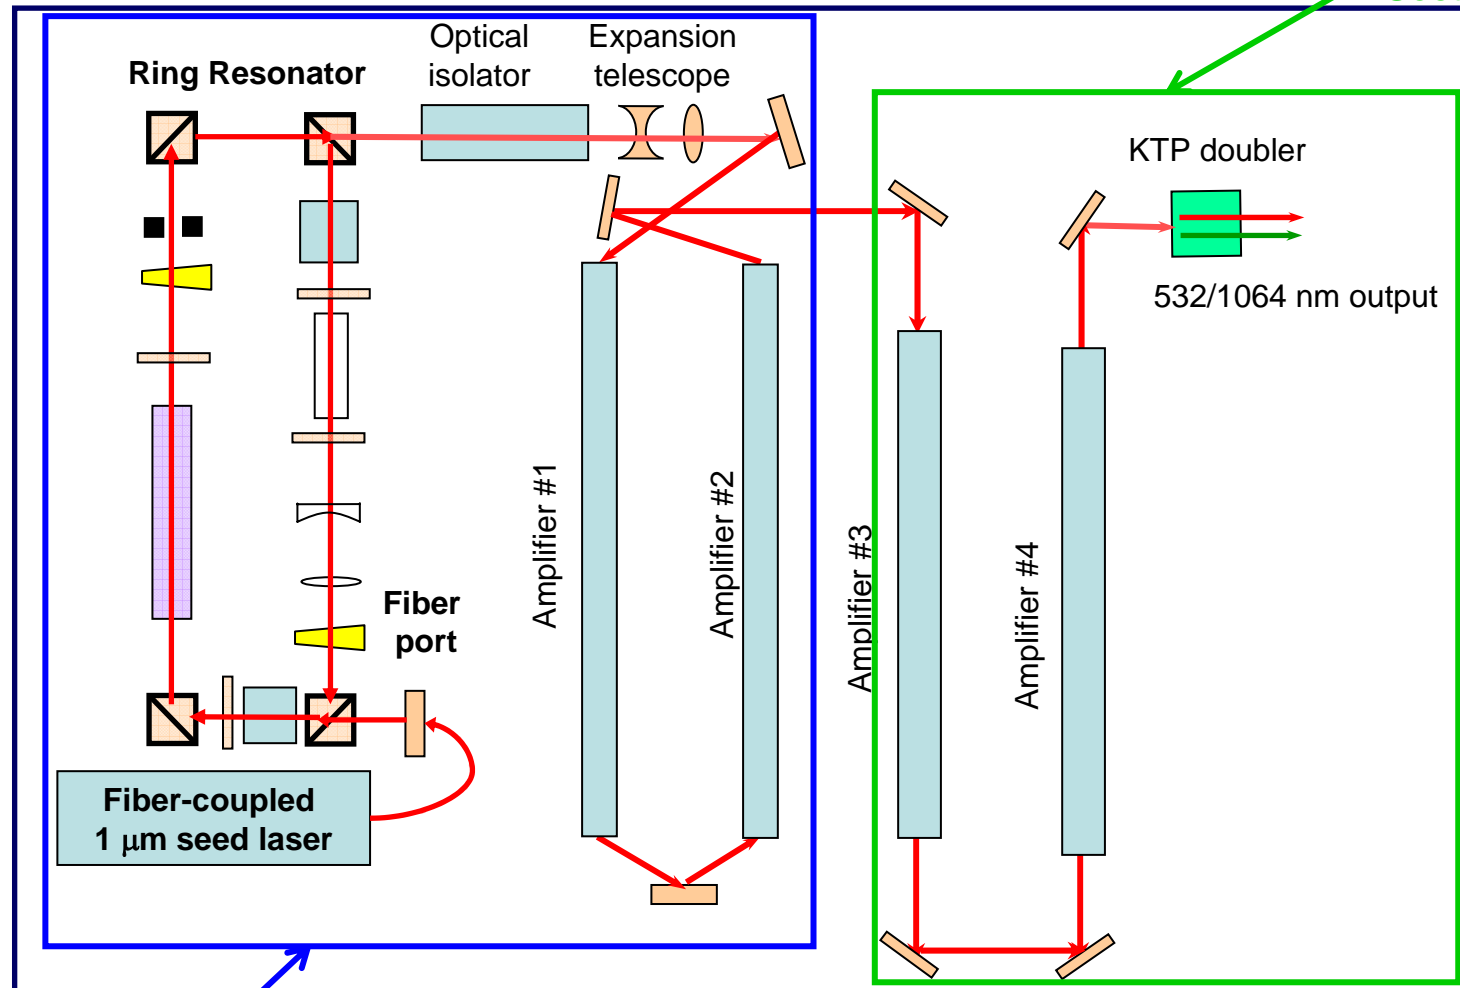 Optical
isolator
Expansion
telescope
Ring Resonator
KTP doubler
532/1064 nm output
Amplifier #1
Amplifier #2
Amplifier #3
Amplifier #4
Fiber
port
Fiber-coupled
1 μm seed laser